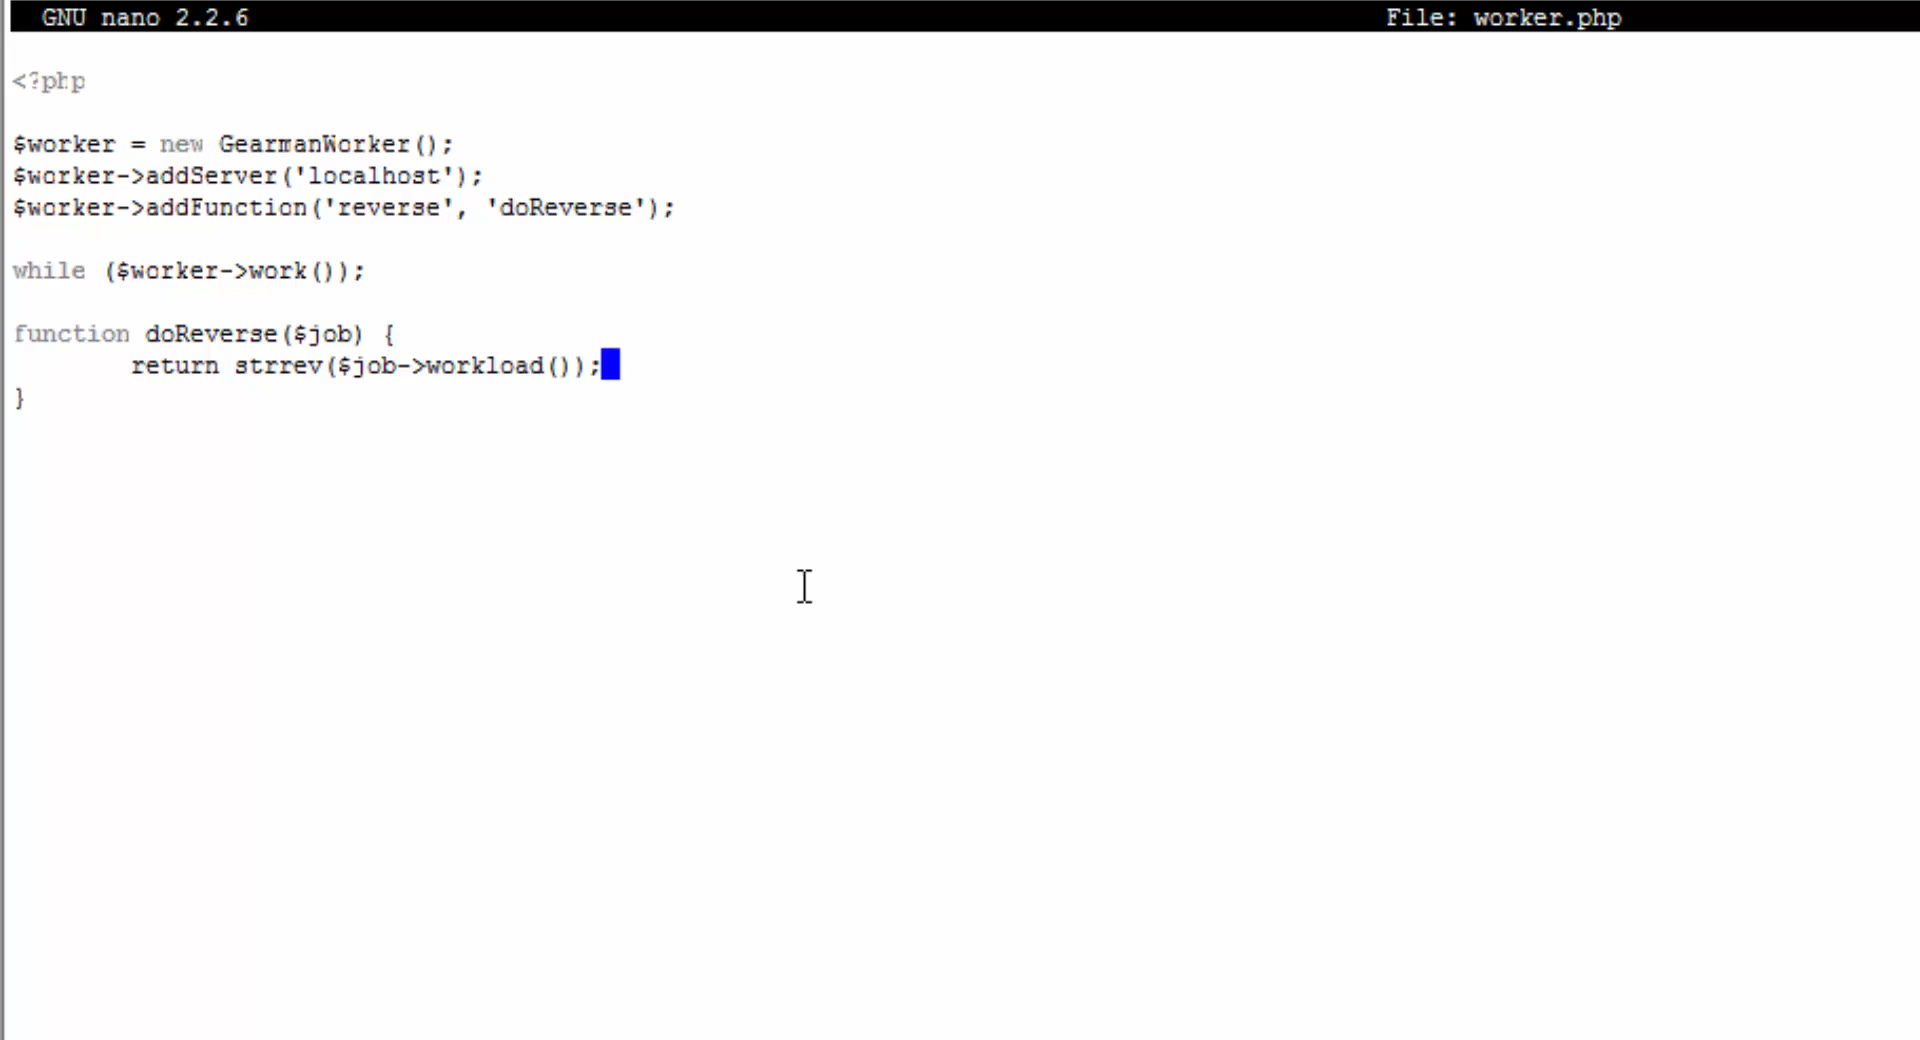 GNU nano 2.2.6 File: worker.php
<?php
$worker = new GearmanWorker();
$worker->addServer('localhost');
$worker->addFunction('reverse', 'doReverse');
while ($worker->work());
function doReverse($job) {
        return strrev($job->workload());
}